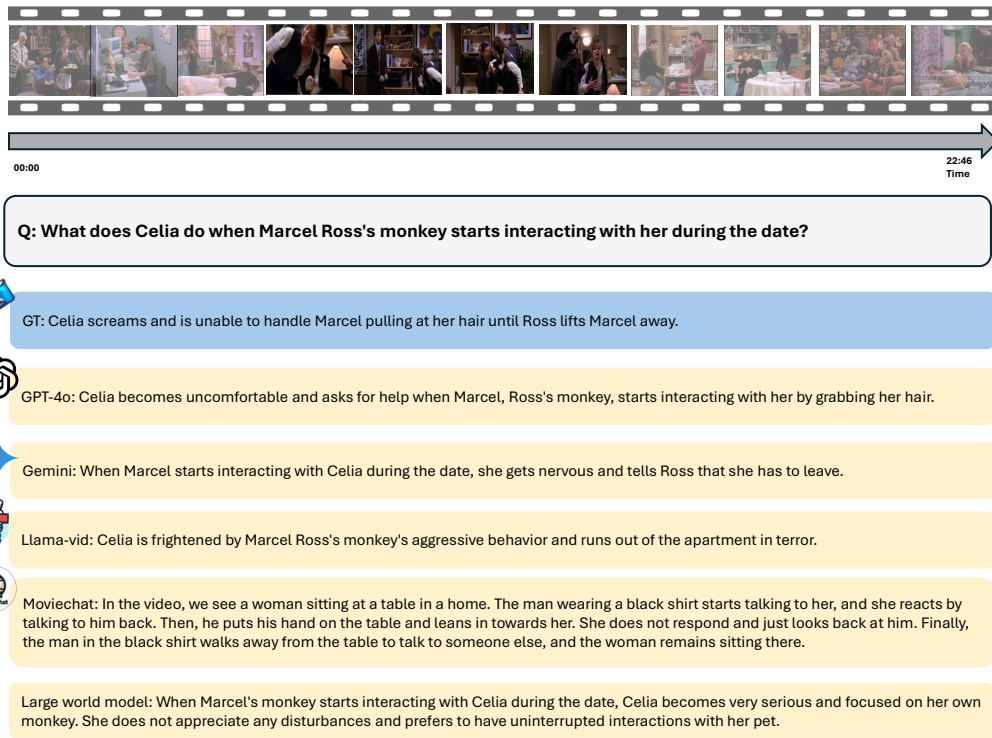 00:00
22:46
Time
Q: What does Celia do when Marcel Ross's monkey starts interacting with her during the date?
GT: Celia screams and is unable to handle Marcel pulling at her hair until Ross lifts Marcel away.
GPT-4o: Celia becomes uncomfortable and asks for help when Marcel, Ross's monkey, starts interacting with her by grabbing her hair.
Gemini: When Marcel starts interacting with Celia during the date, she gets nervous and tells Ross that she has to leave.
Llama-vid: Celia is frightened by Marcel Ross's monkey's aggressive behavior and runs out of the apartment in terror.
Moviechat: In the video, we see a woman sitting at a table in a home. The man wearing a black shirt starts talking to her, and she reacts by
talking to him back. Then, he puts his hand on the table and leans in towards her. She does not respond and just looks back at him. Finally,
the man in the black shirt walks away from the table to talk to someone else, and the woman remains sitting there.
Large world model: When Marcel's monkey starts interacting with Celia during the date, Celia becomes very serious and focused on her own
monkey. She does not appreciate any disturbances and prefers to have uninterrupted interactions with her pet.